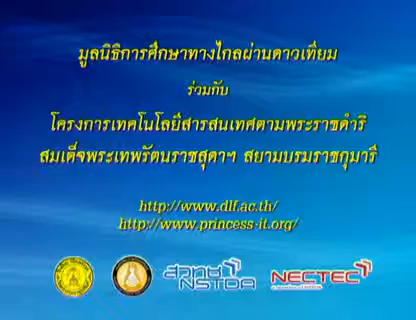 มูลนิธิการศึกษาทางไกลผ่านดาวเทียม
ร่วมกับ
โครงการเทคโนโลยีสารสนเทศตามพระราชดำริ
สมเด็จพระเทพรัตนราชสุดาฯ สยามบรมราชกุมารี
http://www.dlf.ac.th/
http://www.princess-it.org/
สวทช
NSTDA
NECTEC